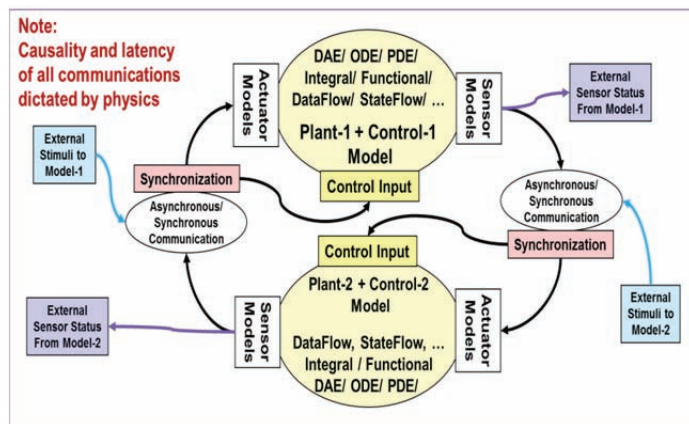 Note:
Causality and latency
of all communications
dictated by physics
External
Stimuli to
Model-1
Synchronization
Asynchronous/
Synchronous
Communication
Actuator
Models
DAE/ ODE/ PDE/
Integral/ Functional/
DataFlow/ StateFlow/ ...
Plant-1 + Control-1
Model
Control Input
Sensor
Models
External
Sensor Status
From Model-1
Asynchronous/
Synchronous
Communication
Synchronization
External
Stimuli to
Model-2
Control Input
Plant-2 + Control-2
Model
DataFlow, StateFlow, ...
Integral / Functional
DAE/ ODE/ PDE/
Actuator
Models
Sensor
Models
External
Sensor Status
From Model-2